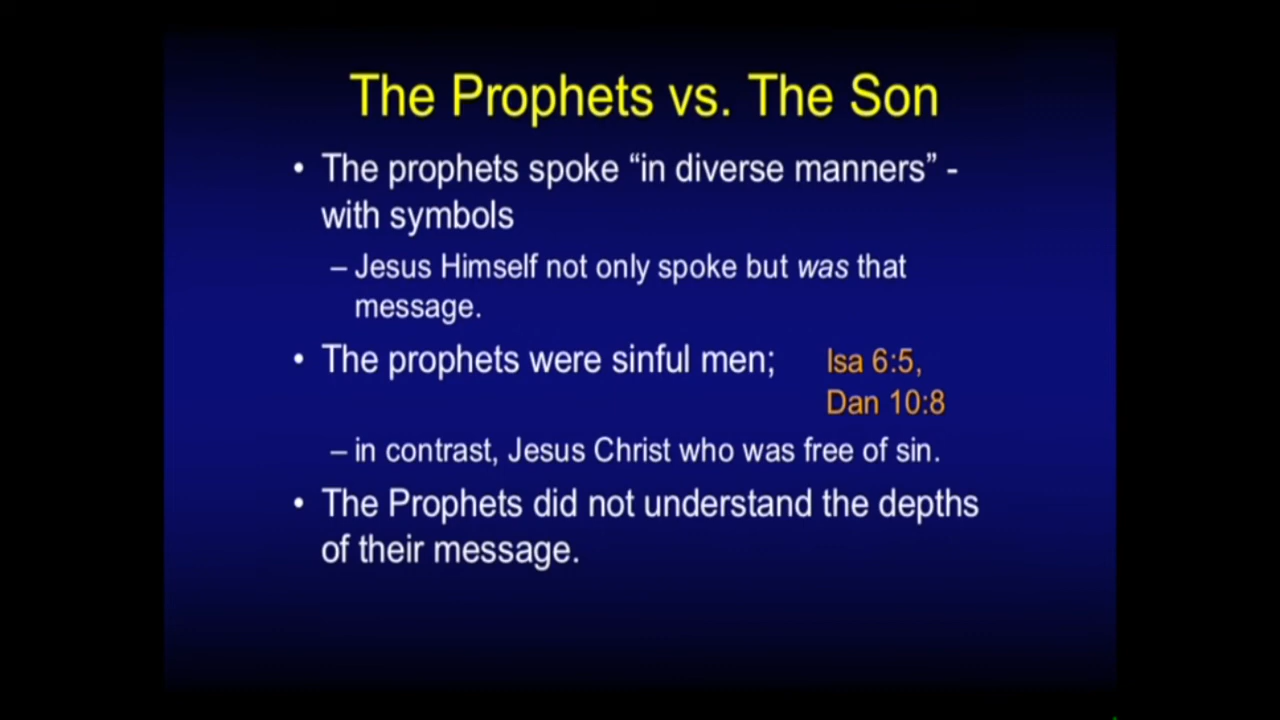 The Prophets vs. The Son
• The prophets spoke “in diverse manners” -
with symbols
– Jesus Himself not only spoke but was that
message.
• The prophets were sinful men; Isa 6:5,
Dan 10:8
– in contrast, Jesus Christ who was free of sin.
• The Prophets did not understand the depths
of their message.